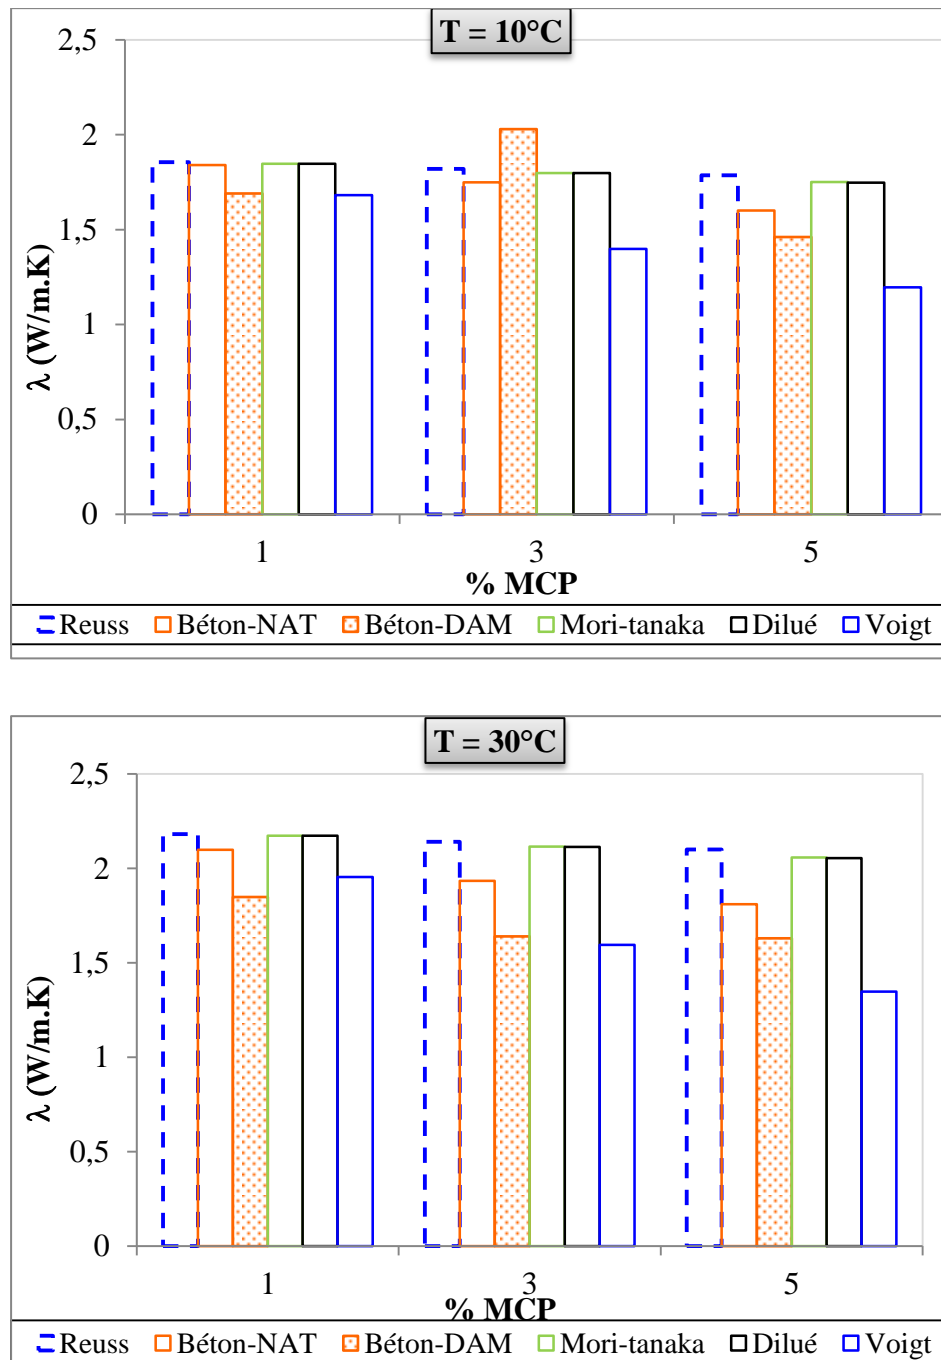 T = 10°C
2,5
2
1,5
1
0,5
0
λ (W/m.K)
1 3 5
% MCP
Reuss Béton-NAT Béton-DAM Mori-tanaka Dilué Voigt
T = 30°C
2,5
2
1,5
1
0,5
0
λ (W/m.K)
1 3 5
% MCP
Reuss Béton-NAT Béton-DAM Mori-tanaka Dilué Voigt